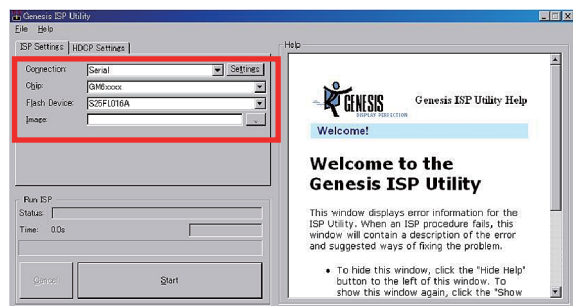 Genesis ISP Utility
File Help
ISP Settings HDCP Settings
Connection: Serial Settings
Chip: GM6xxxx
Flash Device: S25FL016A
Image: ..
Run ISP
Status:
Time: 0.0s
Cancel Start
Help
GENESIS
DISPLAY PERFECTION
Genesis ISP Utility Help
Welcome!
Welcome to the
Genesis ISP Utility
This window displays error information for the
ISP Utility. When an ISP procedure fails, this
window will contain a description of the error
and suggested ways of fixing the problem.
• To hide this window, click the "Hide Help"
button to the left of this window. To
show this window again, click the "Show